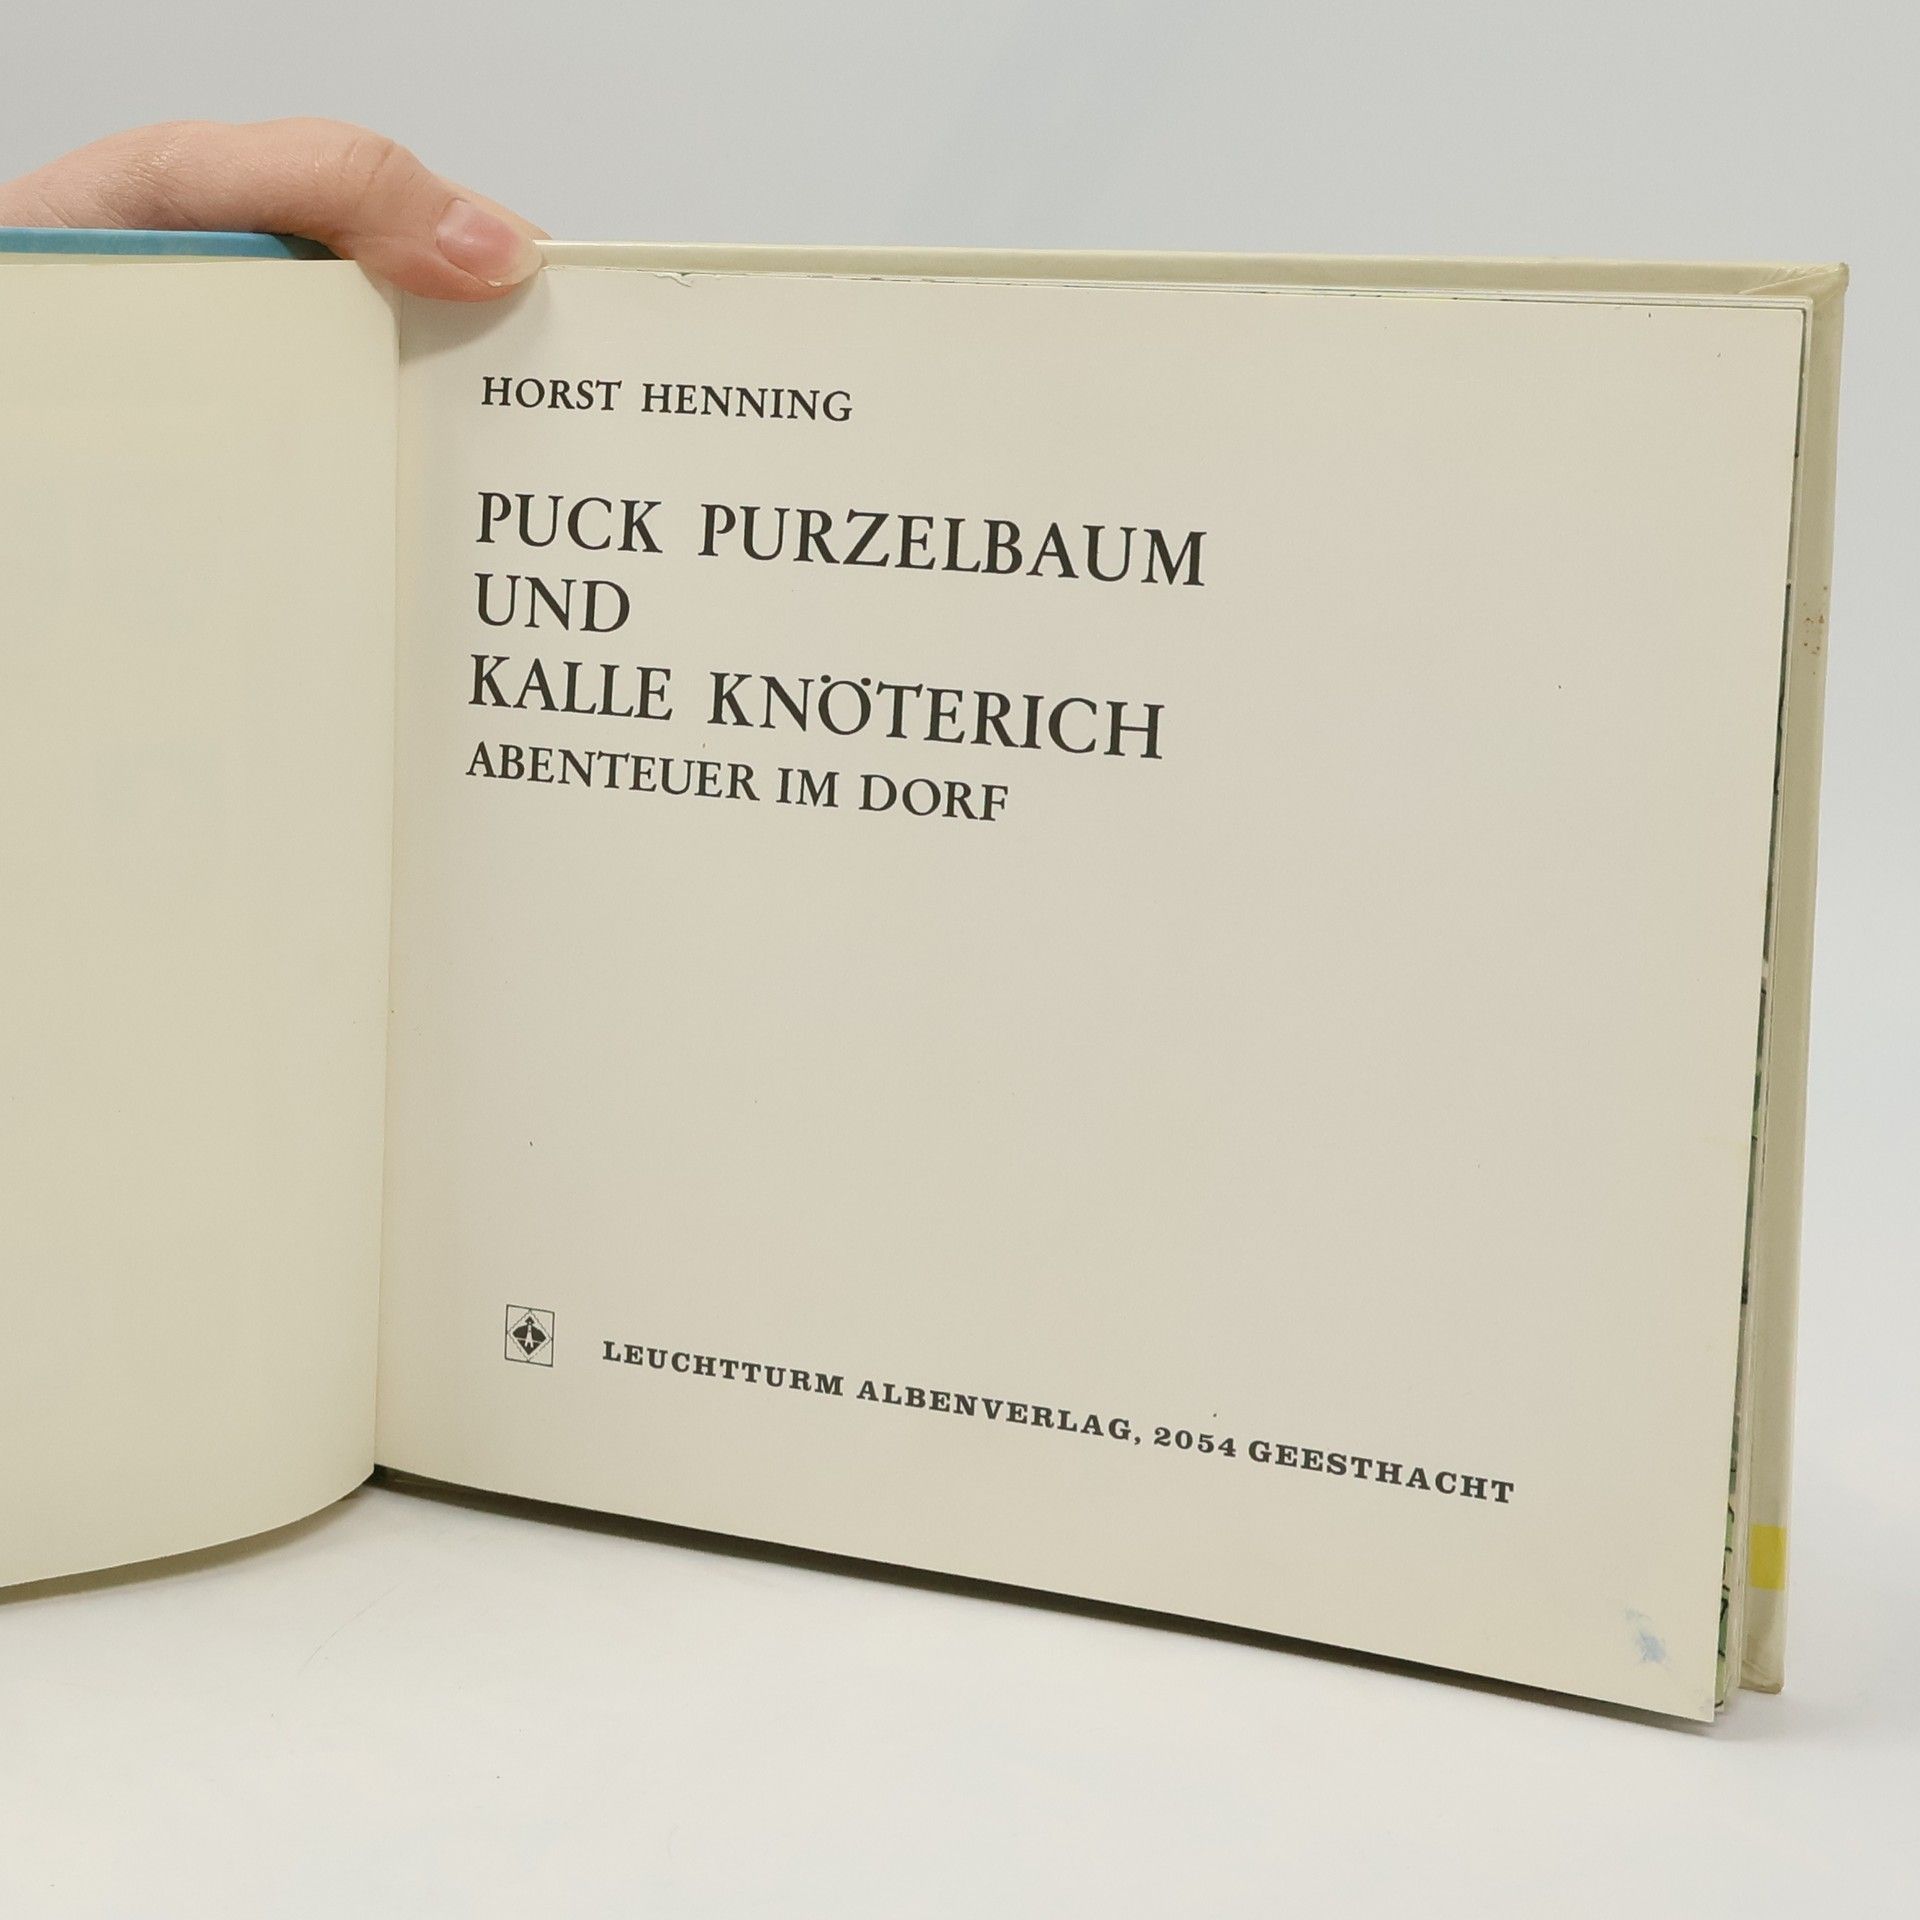 HORST HENNING
PUCK PURZELBAUM
UND
KALLE KNÖTERICH
ABENTEUER IM DORF
LEUCHTTURM ALBENVERLAG, 2054 GEESTHACHT